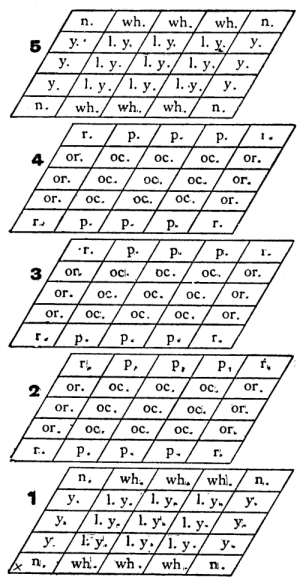 n. wh. wh. wh. n.
5 y. l. y. l. y. l. y. y.
y. l. y. l. y. l. y. y.
y. l. y. l. y. l. y. y.
n. wh. wh. wh. n.
r. p. p. p. r.
4 or. oc. oc. oc. or.
or. oc. oc. oc. or.
or. oc. oc. oc. or.
r. p. p. p. r.
r. p. p. p. r.
3 or. oc. oc. oc. or.
or. oc. oc. oc. or.
or. oc. oc. oc. or.
r. p. p. p. r.
r. p. p. p. r.
2 or. oc. oc. oc. or.
or. oc. oc. oc. or.
or. oc. oc. oc. or.
r. p. p. p. r.
n. wh. wh. wh. n.
1 y. l. y. l. y. l. y. y.
y. l. y. l. y. l. y. y.
y. l. y. l. y. l. y. y.
× n. wh. wh. wh. n.